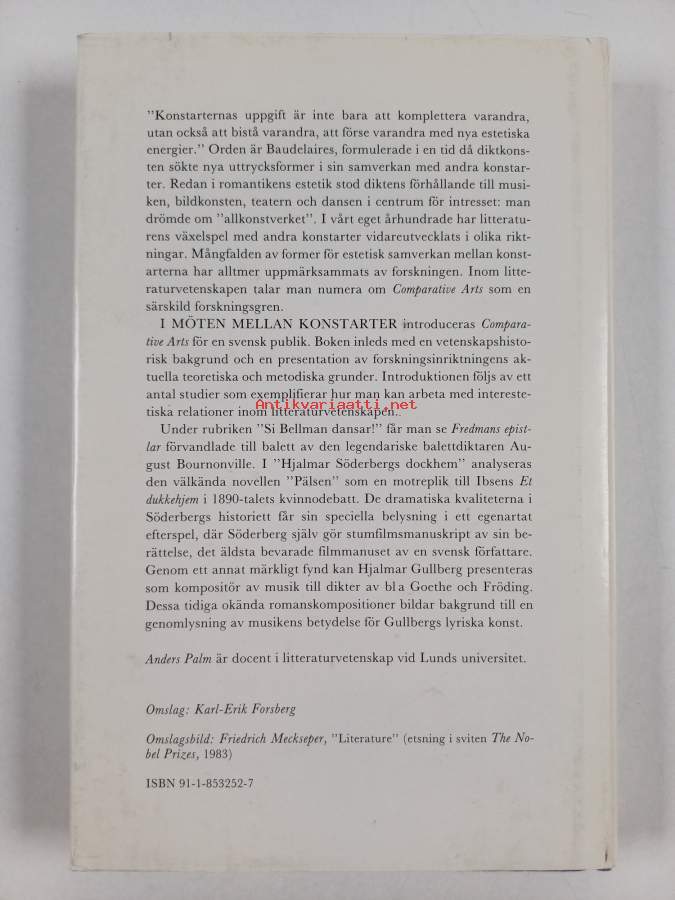 "Konstarternas uppgift är inte bara att komplettera varandra,
utan också att bistå varandra, att förse varandra med nya estetiska
energier." Orden är Baudelaires, formulerade i en tid då diktkons-
ten sökte nya uttrycksformer i sin samverkan med andra konstar-
ter. Redan i romantikens estetik stod diktens förhållande till musi-
ken, bildkonsten, teatern och dansen i centrum för intresset: man
drömde om "allkonstverket". I vårt eget århundrade har litteratu-
rens växelspel med andra konstarter vidareutvecklats i olika rikt-
ningar. Mångfalden av former för estetisk samverkan mellan konst-
arterna har alltmer uppmärksammats av forskningen. Inom litte-
raturvetenskapen talar man numera om Comparative Arts som en
särskild forskningsgren.
I MÖTEN MELLAN KONSTARTER introduceras Compara-
tive Arts för en svensk publik. Boken inleds med en vetenskapshisto-
risk bakgrund och en presentation av forskningsinriktningens ak-
tuella teoretiska och metodiska grunder. Introduktionen följs av ett
antal studier som exemplifierar hur man kan arbeta med intereste-
Antikvariaatti.net
tiska relationer inom litteraturvetenskapen.
Under rubriken "Si Bellman dansar!" får man se Fredmans epist-
lar förvandlade till balett av den legendariske balettdiktaren Au-
gust Bournonville. I "Hjalmar Söderbergs dockhem" analyseras
den välkända novellen "Pälsen" som en motreplik till Ibsens Et
dukkehjem i 1890-talets kvinnodebatt. De dramatiska kvaliteterna i
Söderbergs historiett får sin speciella belysning i ett egenartat
efterspel, där Söderberg själv gör stumfilmsmanuskript av sin be-
rättelse, det äldsta bevarade filmmanuset av en svensk författare.
Genom ett annat märkligt fynd kan Hjalmar Gullberg presenteras
som kompositör av musik till dikter av bl a Goethe och Fröding.
Dessa tidiga okända romanskompositioner bildar bakgrund till en
genomlysning av musikens betydelse för Gullbergs lyriska konst.
Anders Palm är docent i litteraturvetenskap vid Lunds universitet.
Omslag: Karl-Erik Forsberg
Omslagsbild: Friedrich Meckseper, "Literature" (etsning i sviten The No-
bel Prizes, 1983)
ISBN 91-1-853252-7